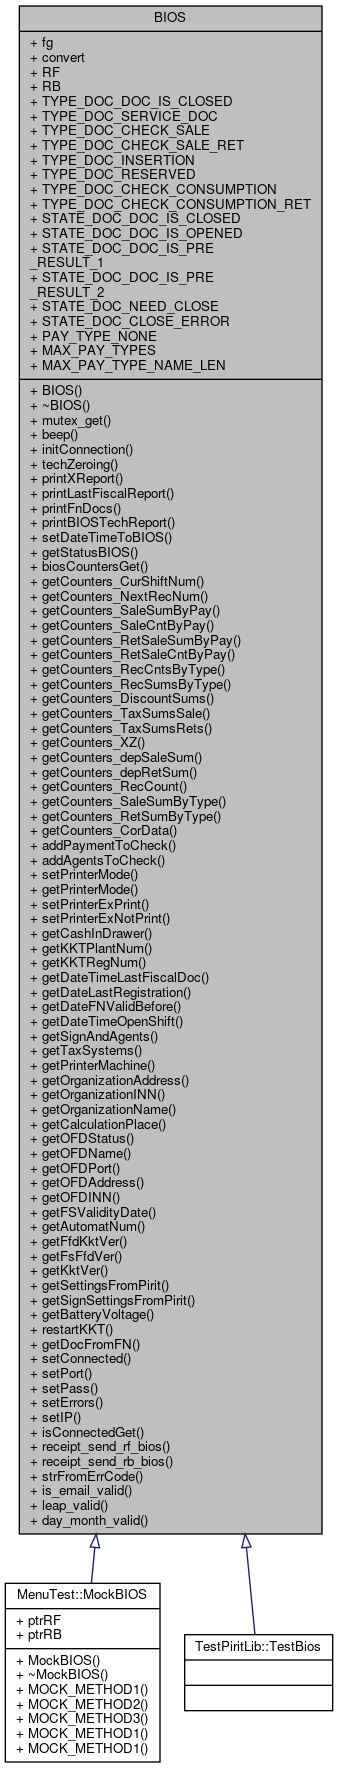 BIOS
+ fg
+ convert
+ RF
+ RB
+ TYPE_DOC_DOC_IS_CLOSED
+ TYPE_DOC_SERVICE_DOC
+ TYPE_DOC_CHECK_SALE
+ TYPE_DOC_CHECK_SALE_RET
+ TYPE_DOC_INSERTION
+ TYPE_DOC_RESERVED
+ TYPE_DOC_CHECK_CONSUMPTION
+ TYPE_DOC_CHECK_CONSUMPTION_RET
+ STATE_DOC_DOC_IS_CLOSED
+ STATE_DOC_DOC_IS_OPENED
+ STATE_DOC_DOC_IS_PRE
_RESULT_1
+ STATE_DOC_DOC_IS_PRE
_RESULT_2
+ STATE_DOC_NEED_CLOSE
+ STATE_DOC_CLOSE_ERROR
+ PAY_TYPE_NONE
+ MAX_PAY_TYPES
+ MAX_PAY_TYPE_NAME_LEN
+ BIOS()
+ ~BIOS()
+ mutex_get()
+ beep()
+ initConnection()
+ techZeroing()
+ printXReport()
+ printLastFiscalReport()
+ printFnDocs()
+ printBIOSTechReport()
+ setDateTimeToBIOS()
+ getStatusBIOS()
+ biosCountersGet()
+ getCounters_CurShiftNum()
+ getCounters_NextRecNum()
+ getCounters_SaleSumByPay()
+ getCounters_SaleCntByPay()
+ getCounters_RetSaleSumByPay()
+ getCounters_RetSaleCntByPay()
+ getCounters_RecCntsByType()
+ getCounters_RecSumsByType()
+ getCounters_DiscountSums()
+ getCounters_TaxSumsSale()
+ getCounters_TaxSumsRets()
+ getCounters_XZ()
+ getCounters_depSaleSum()
+ getCounters_depRetSum()
+ getCounters_RecCount()
+ getCounters_SaleSumByType()
+ getCounters_RetSumByType()
+ getCounters_CorData()
+ addPaymentToCheck()
+ addAgentsToCheck()
+ setPrinterMode()
+ getPrinterMode()
+ setPrinterExPrint()
+ setPrinterExNotPrint()
+ getCashInDrawer()
+ getKKTPlantNum()
+ getKKTRegNum()
+ getDateTimeLastFiscalDoc()
+ getDateLastRegistration()
+ getDateFNValidBefore()
+ getDateTimeOpenShift()
+ getSignAndAgents()
+ getTaxSystems()
+ getPrinterMachine()
+ getOrganizationAddress()
+ getOrganizationINN()
+ getOrganizationName()
+ getCalculationPlace()
+ getOFDStatus()
+ getOFDName()
+ getOFDPort()
+ getOFDAddress()
+ getOFDINN()
+ getFSValidityDate()
+ getAutomatNum()
+ getFfdKktVer()
+ getFsFfdVer()
+ getKktVer()
+ getSettingsFromPirit()
+ getSignSettingsFromPirit()
+ getBatteryVoltage()
+ restartKKT()
+ getDocFromFN()
+ setConnected()
+ setPort()
+ setPass()
+ setErrors()
+ setIP()
+ isConnectedGet()
+ receipt_send_rf_bios()
+ receipt_send_rb_bios()
+ strFromErrCode()
+ is_email_valid()
+ leap_valid()
+ day_month_valid()
MenuTest::MockBIOS
+ ptrRF
+ ptrRB
+ MockBIOS()
+ ~MockBIOS()
+ MOCK_METHOD1()
+ MOCK_METHOD2()
+ MOCK_METHOD3()
+ MOCK_METHOD1()
+ MOCK_METHOD1()
TestPiritLib::TestBios